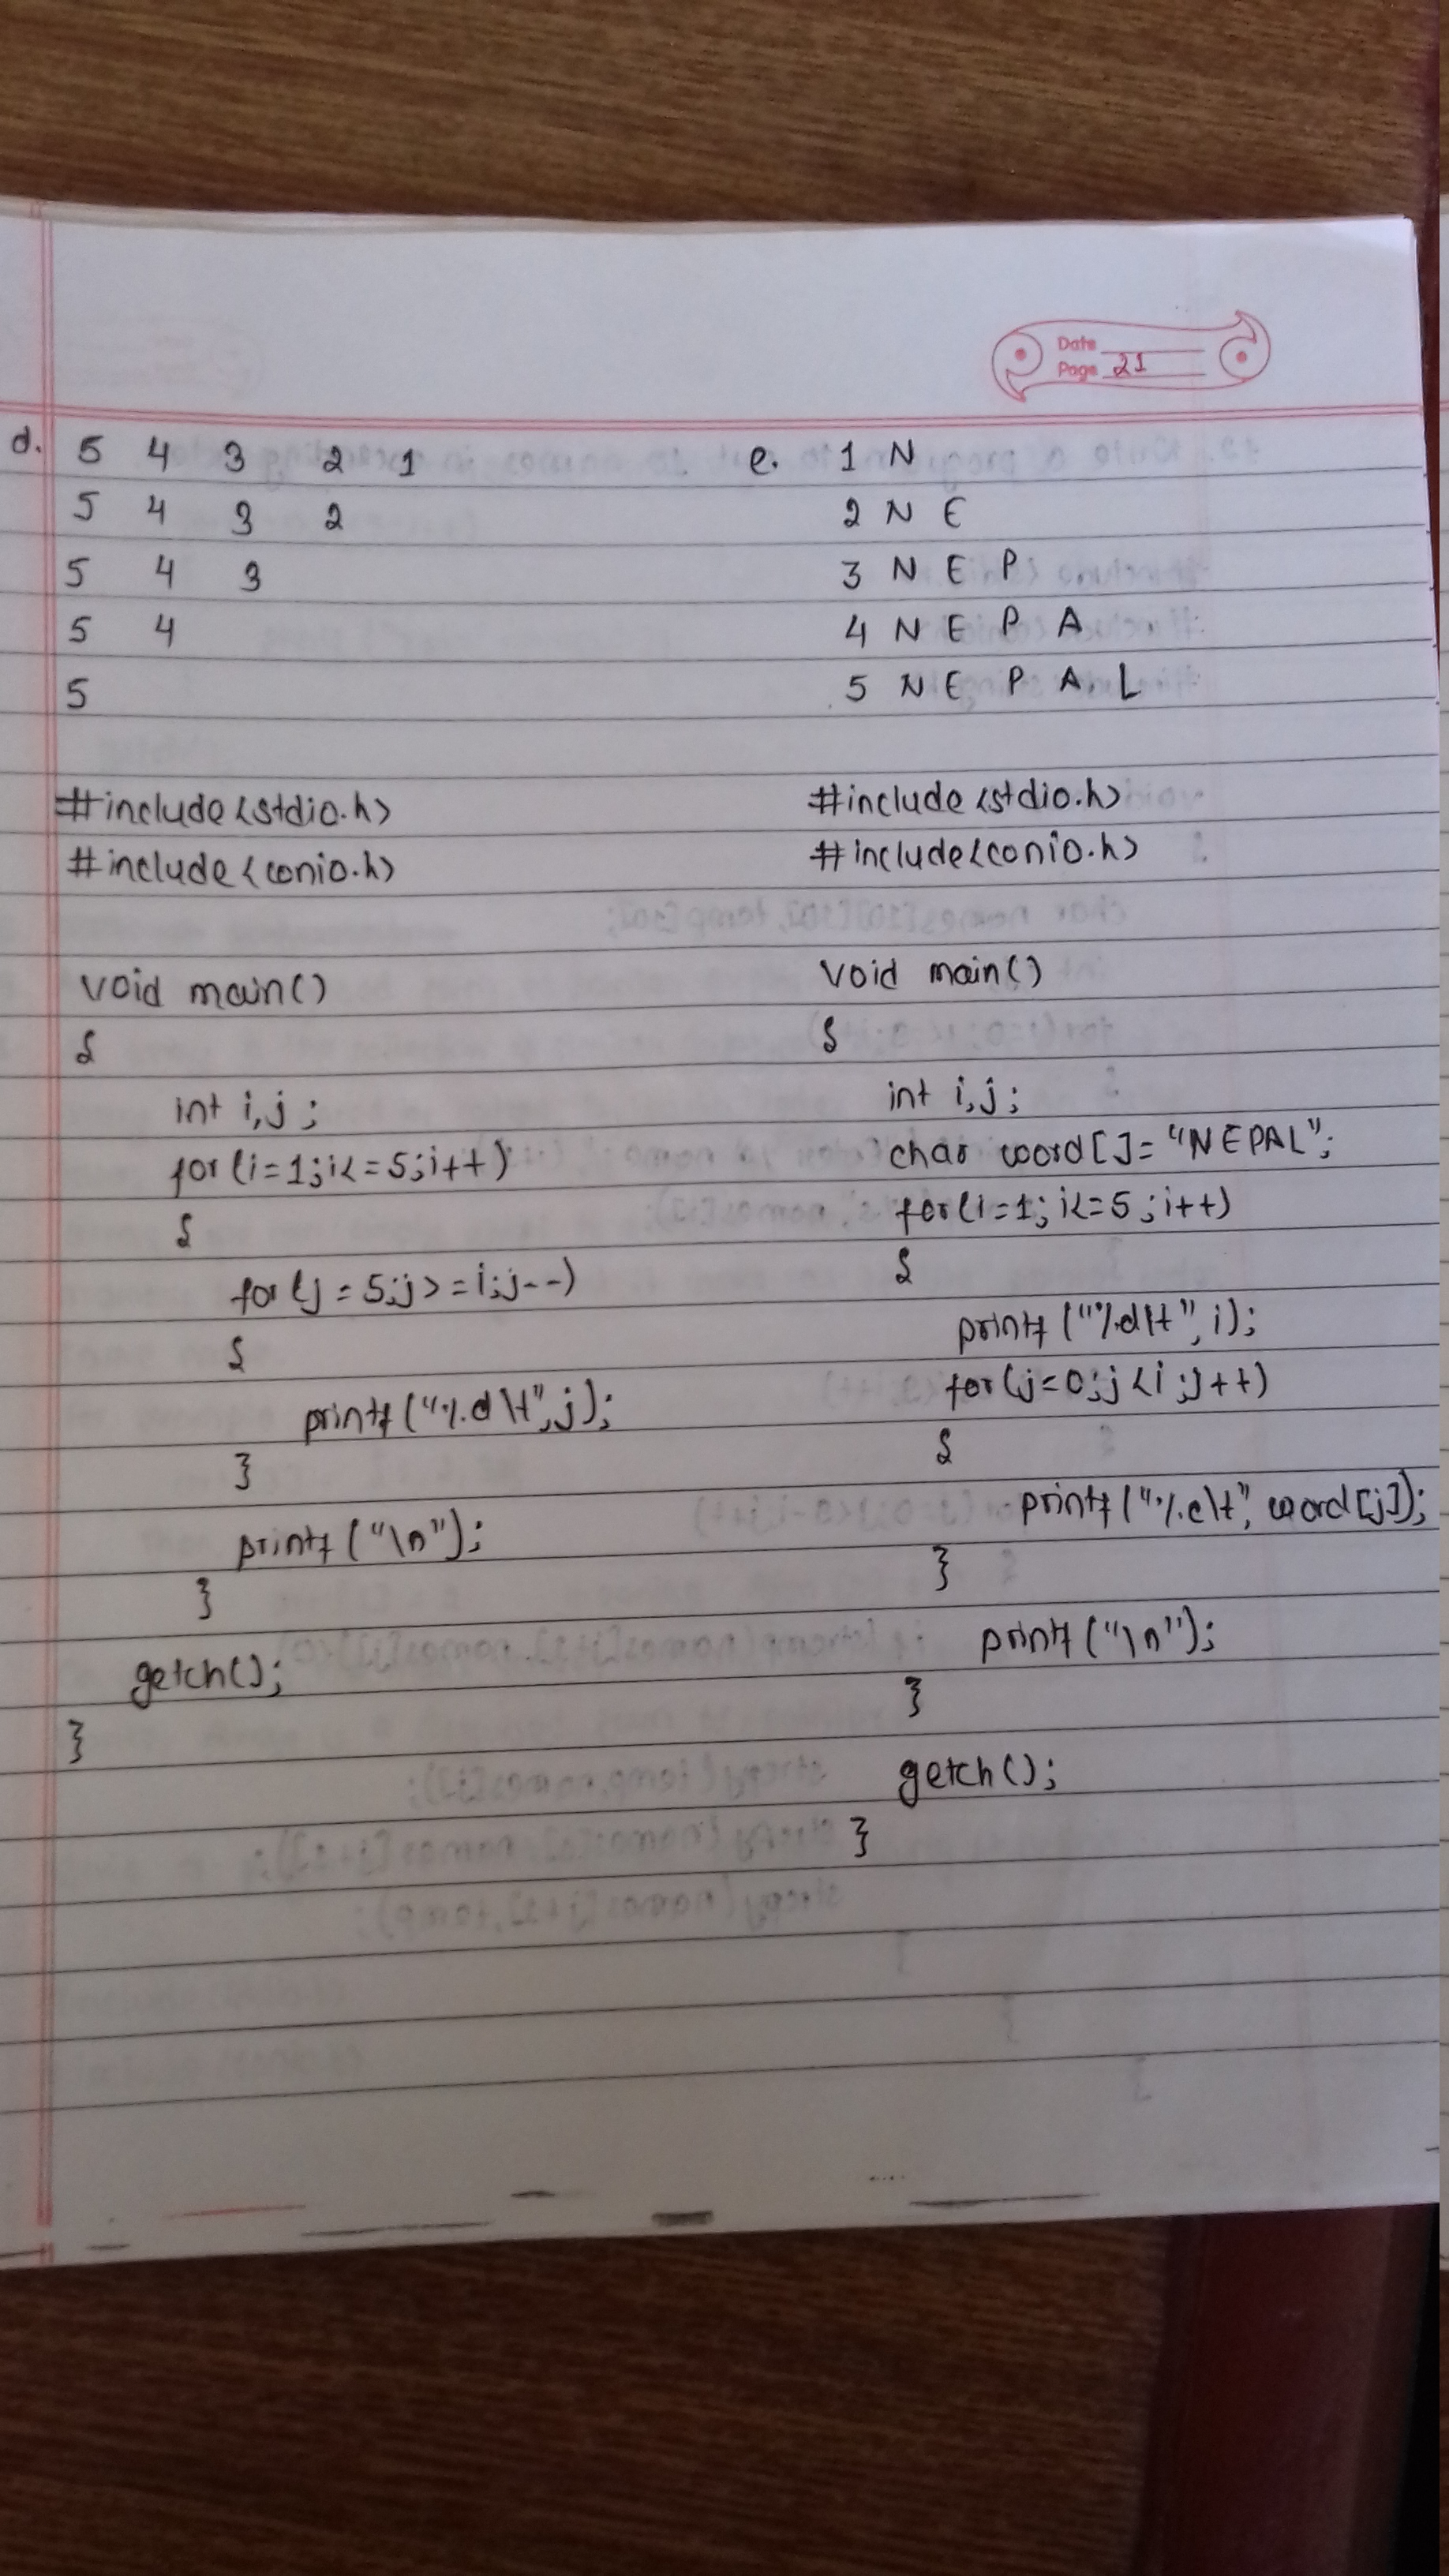 Date
Page 21
d. 5 4 3 2 1
5 4 3 2
5 4 3
5 4
5
#include<stdio.h>
#include<conio.h>
void main()
{
int i,j;
for(i=1;i<=5;i++)
{
for(j=5;j>=i;j--)
{
printf("%d\t",j);
}
printf("\n");
}
getch();
}
e. 1 N
2 N E
3 N E P
4 N E P A
5 N E P A L
#include<stdio.h>
#include<conio.h>
void main()
{
int i,j;
char word[]="NEPAL";
for(i=1;i<=5;i++)
{
printf("%d\t",i);
for(j=0;j<i;j++)
{
printf("%c\t", word[j]);
}
printf("\n");
}
getch();
}